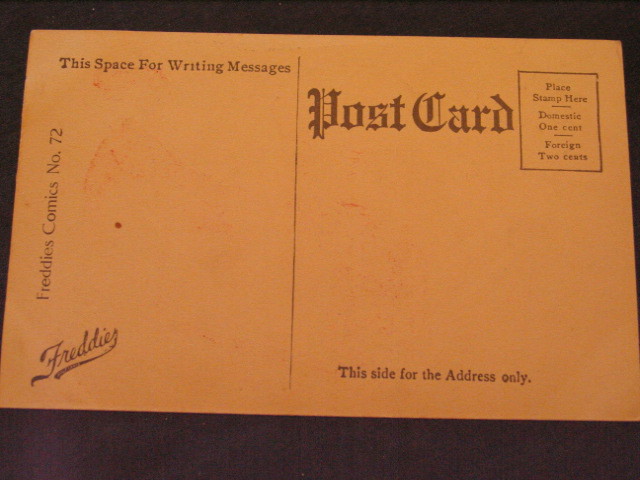 This Space For Writing Messages
Post Card
Place
Stamp Here
Domestic
One cent
Foreign
Two cents
Freddies Comics No. 72
Freddies
This side for the Address only.